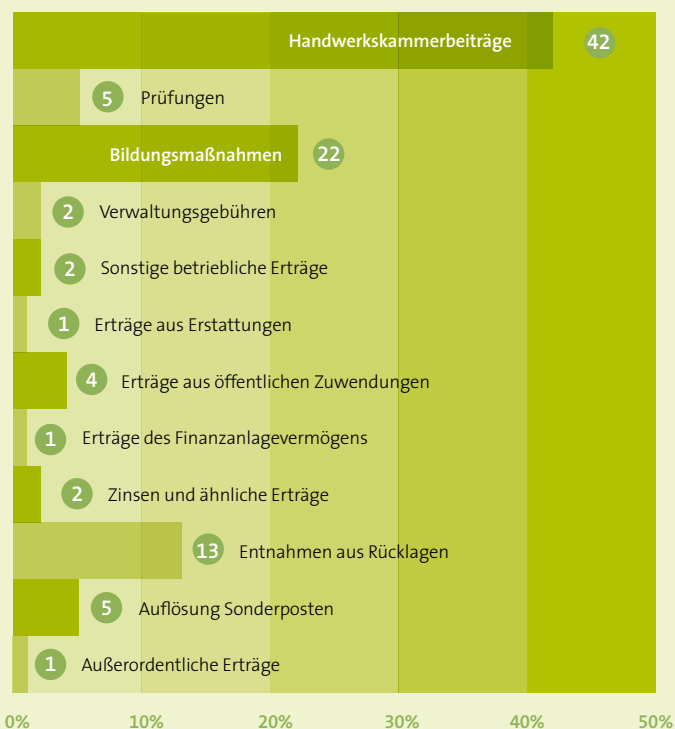 Handwerkskammerbeiträge 42
5 Prüfungen
Bildungsmaßnahmen 22
2 Verwaltungsgebühren
2 Sonstige betriebliche Erträge
1 Erträge aus Erstattungen
4 Erträge aus öffentlichen Zuwendungen
1 Erträge des Finanzanlagevermögens
2 Zinsen und ähnliche Erträge
13 Entnahmen aus Rücklagen
5 Auflösung Sonderposten
1 Außerordentliche Erträge
0% 10% 20% 30% 40% 50%